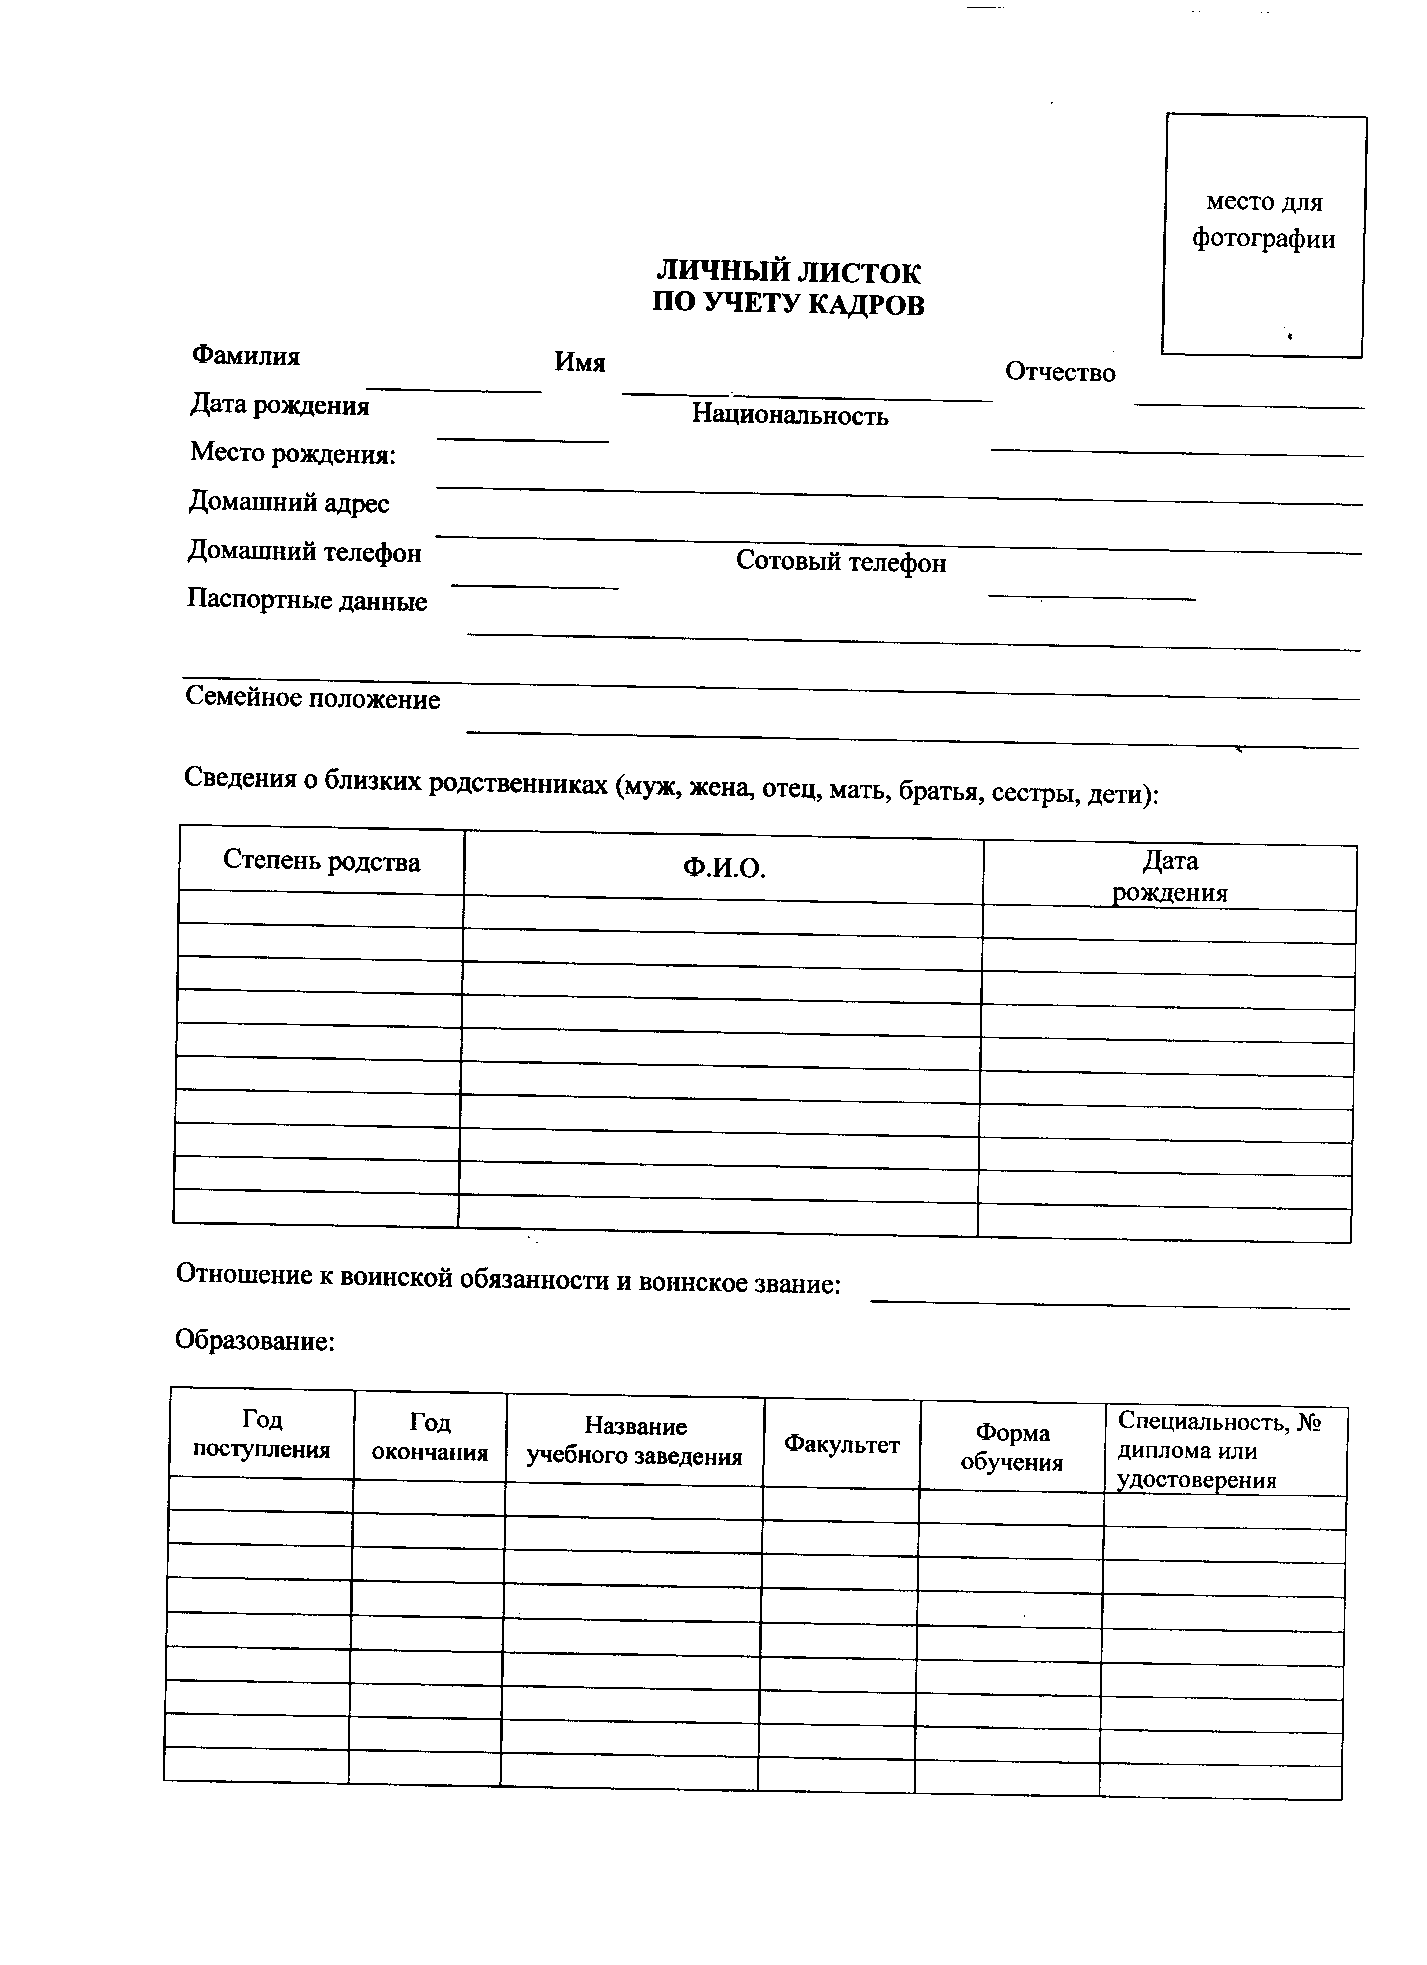 место для
фотографии
ЛИЧНЫЙ ЛИСТОК
ПО УЧЕТУ КАДРОВ
Фамилия Имя Отчество
Дата рождения Национальность
Место рождения:
Домашний адрес
Домашний телефон Сотовый телефон
Паспортные данные
Семейное положение
Сведения о близких родственниках (муж, жена, отец, мать, братья, сестры, дети):
Степень родства Ф.И.О. Дата
рождения
Отношение к воинской обязанности и воинское звание:
Образование:
Год
поступления
Год
окончания
Название
учебного заведения
Факультет
Форма
обучения
Специальность, №
диплома или
удостоверения